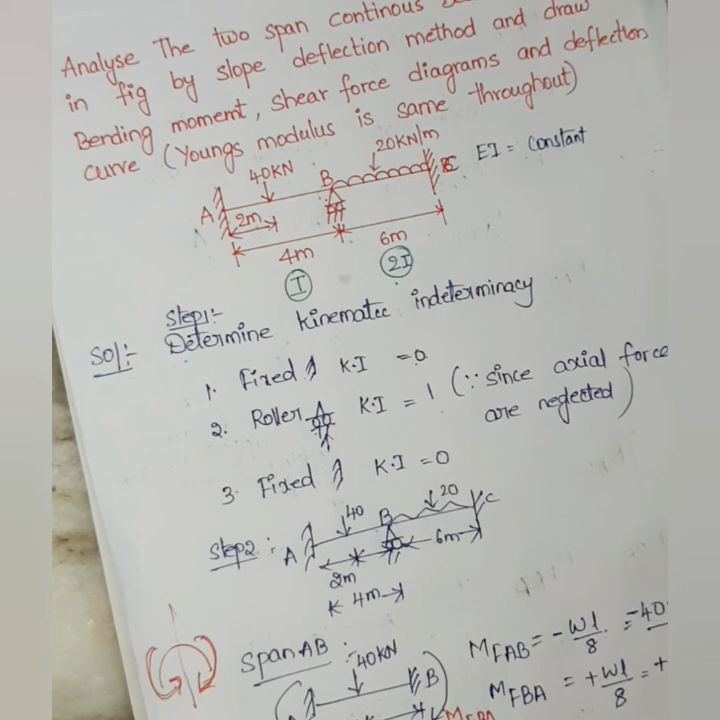 Analyse The two span continous
in fig by slope deflection method and draw
Bending moment, shear force diagrams and deflection
curve (Youngs modulus is same throughout)
40KN
20KN/m
A
B
C
EI = constant
2m
4m
6m
I
2I
Step1:-
Sol:- Determine kinematic indeterminacy
1. Fixed K.I = 0
2. Roller K.I = 1 (∵ since axial force
are neglected)
3. Fixed K.I = 0
Step2:-
40
20
A
B
C
2m
6m
4m
Span AB :-
40KN
B
MFAB = -Wl/8 = -40
MFBA = +Wl/8 = +